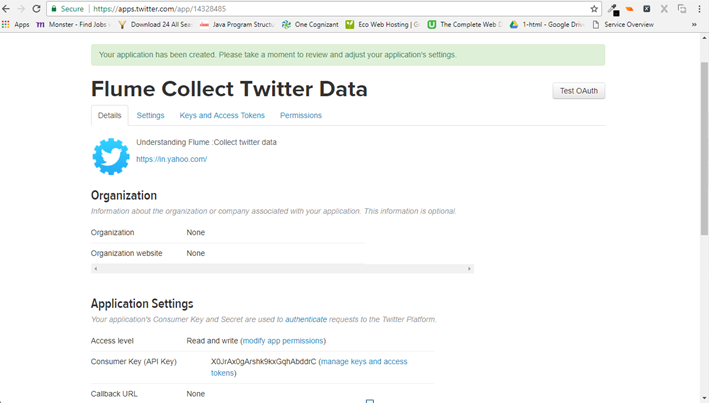 Secure https://apps.twitter.com/app/14328485
Apps Monster - Find Jobs Download 24 All Sea Java Program Struct One Cognizant Eco Web Hosting | G The Complete Web D 1-html - Google Drive Service Overview »
Your application has been created. Please take a moment to review and adjust your application's settings.
Flume Collect Twitter Data
Test OAuth
Details Settings Keys and Access Tokens Permissions
Understanding Flume :Collect twitter data
https://in.yahoo.com/
Organization
Information about the organization or company associated with your application. This information is optional.
Organization None
Organization website None
Application Settings
Your application's Consumer Key and Secret are used to authenticate requests to the Twitter Platform.
Access level Read and write (modify app permissions)
Consumer Key (API Key) X0JrAx0gArshk9kxGqhAbddrC (manage keys and access
tokens)
Callback URL None